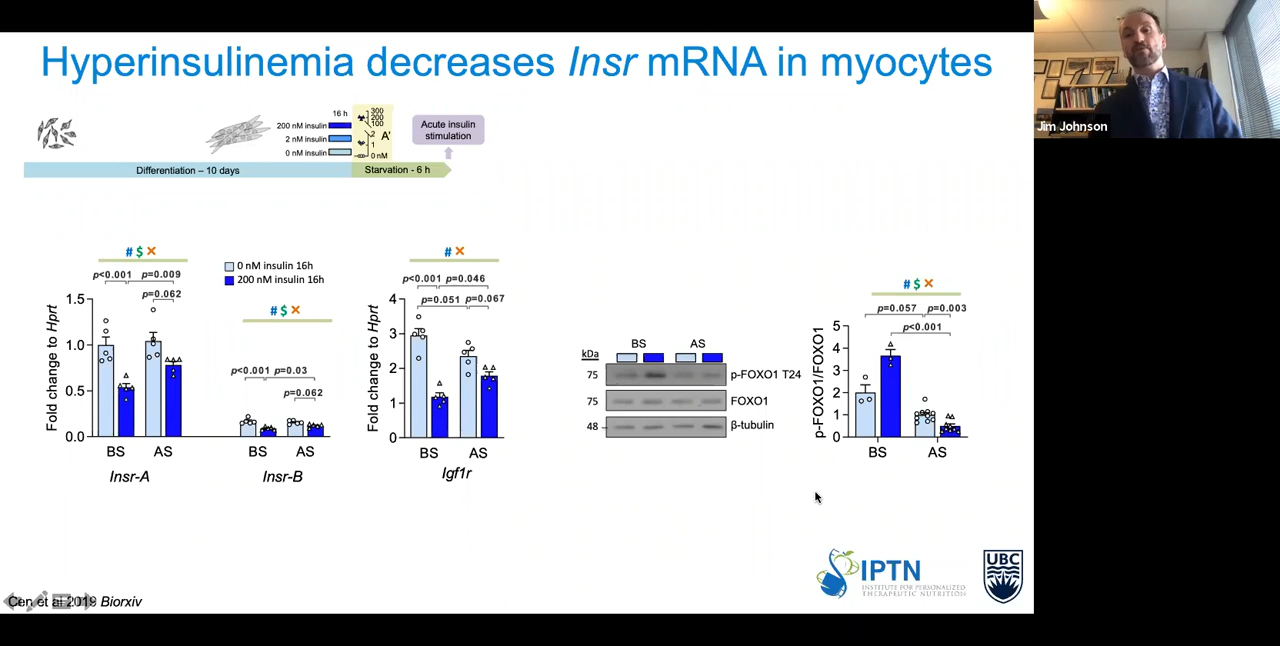 Hyperinsulinemia decreases Insr mRNA in myocytes
Jim Johnson
16 h
200 nM insulin
2 nM insulin
0 nM insulin
300
200
100
2
1
0 nM
A'
Acute insulin
stimulation
Differentiation – 10 days
Starvation - 6 h
# $ ×
p<0.001 p=0.009
p=0.062
Fold change to Hprt
1.5
1.0
0.5
0.0
BS AS
Insr-A
0 nM insulin 16h
200 nM insulin 16h
# $ ×
p<0.001 p=0.03
p=0.062
BS AS
Insr-B
# ×
p<0.001 p=0.046
p=0.051 p=0.067
Fold change to Hprt
4
3
2
1
0
BS AS
Igf1r
BS AS
kDa
75 p-FOXO1 T24
75 FOXO1
48 β-tubulin
# $ ×
p=0.057 p=0.003
p<0.001
p-FOXO1/FOXO1
5
4
3
2
1
0
BS AS
IPTN
INSTITUTE FOR PERSONALIZED
THERAPEUTIC NUTRITION
UBC
Cen et al 2019 Biorxiv